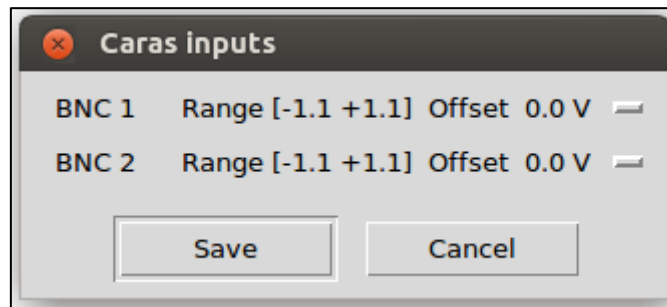 Caras inputs
BNC 1 Range [-1.1 +1.1] Offset 0.0 V
BNC 2 Range [-1.1 +1.1] Offset 0.0 V
Save Cancel